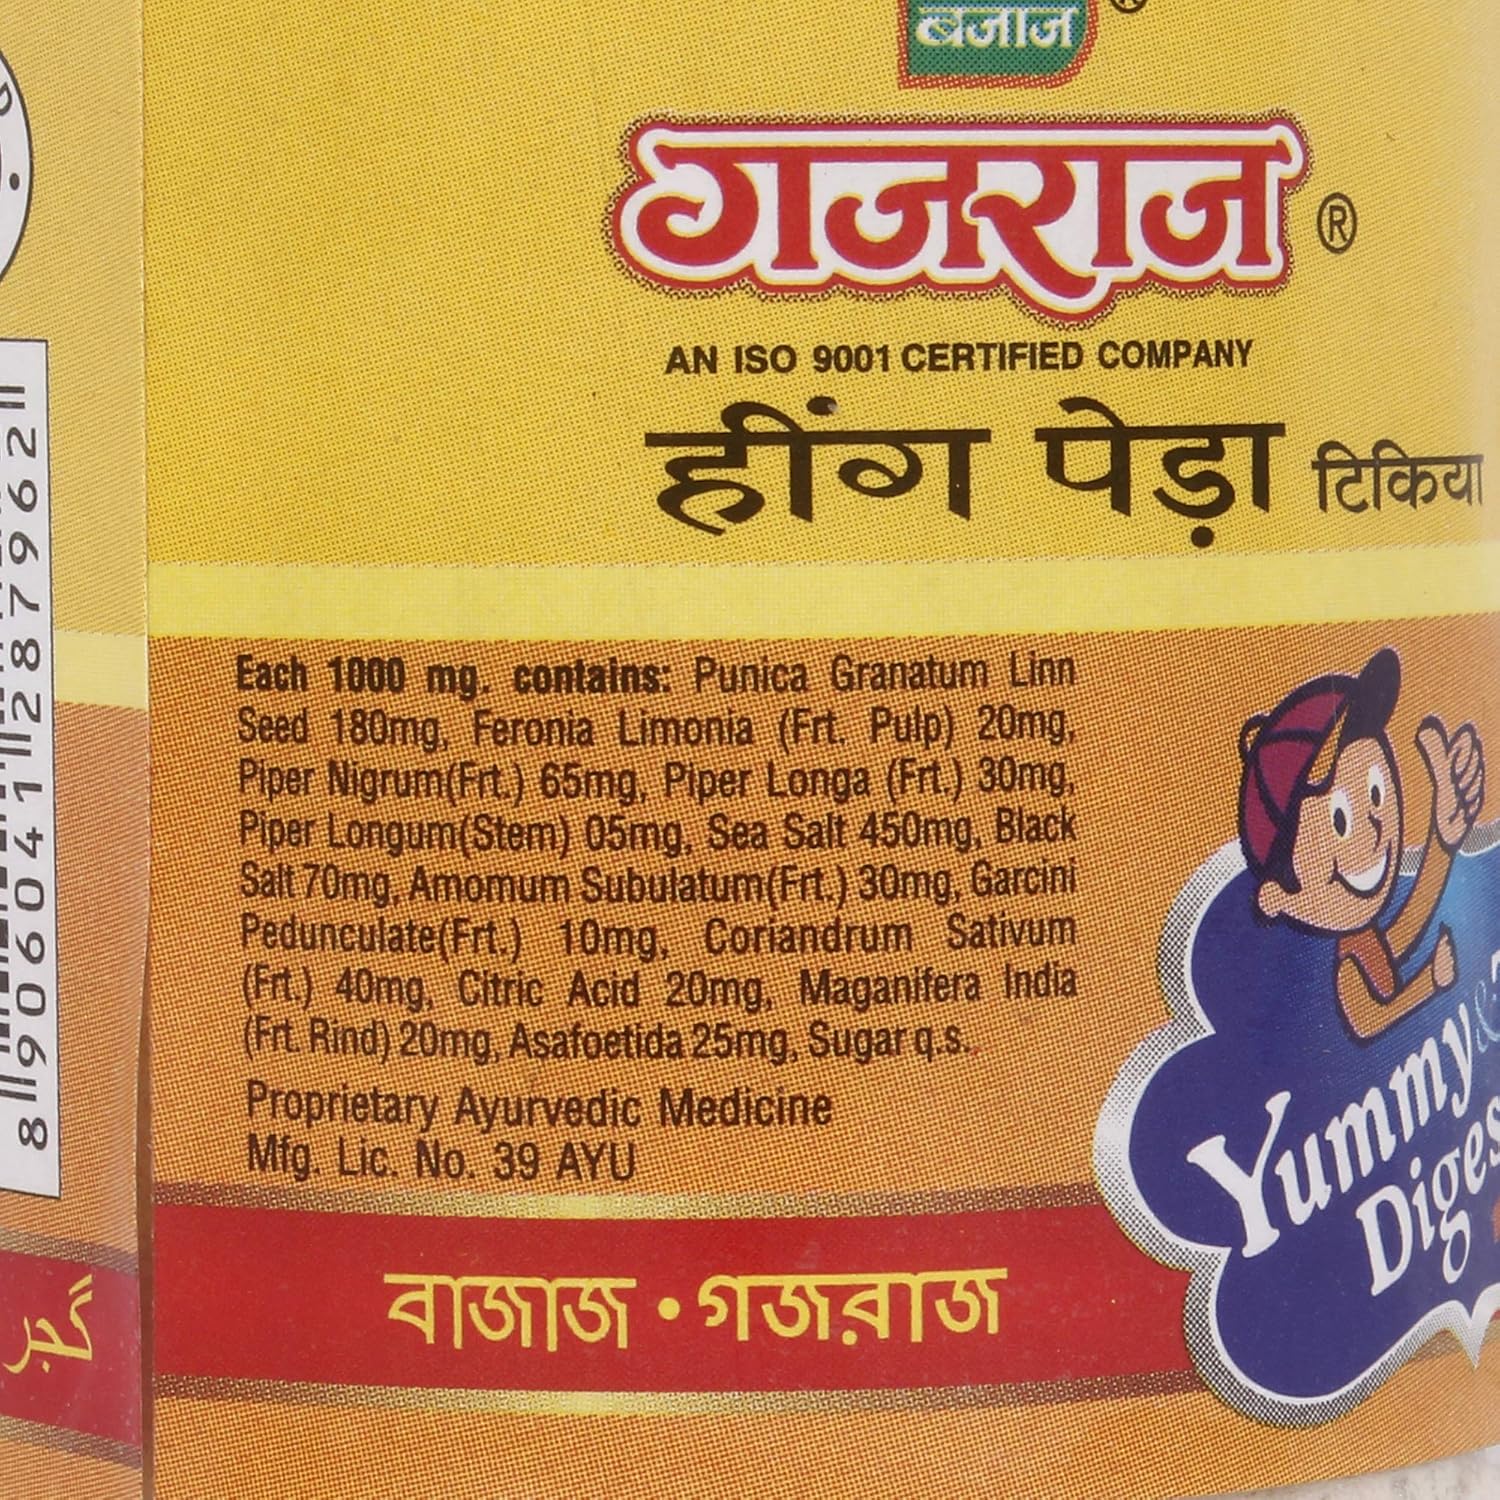 बजाज
गजराज ®
AN ISO 9001 CERTIFIED COMPANY
हींग पेड़ा टिकिया
Each 1000 mg. contains: Punica Granatum Linn
Seed 180mg, Feronia Limonia (Frt. Pulp) 20mg,
Piper Nigrum(Frt.) 65mg, Piper Longa (Frt.) 30mg,
Piper Longum(Stem) 05mg, Sea Salt 450mg, Black
Salt 70mg, Amomum Subulatum(Frt.) 30mg, Garcini
Pedunculate(Frt.) 10mg, Coriandrum Sativum
(Frt.) 40mg, Citric Acid 20mg, Maganifera India
(Frt. Rind) 20mg, Asafoetida 25mg, Sugar q.s.
Proprietary Ayurvedic Medicine
Mfg. Lic. No. 39 AYU
বাজাজ • গজরাজ
Yummy
Diges
8 906041 287962
گجر